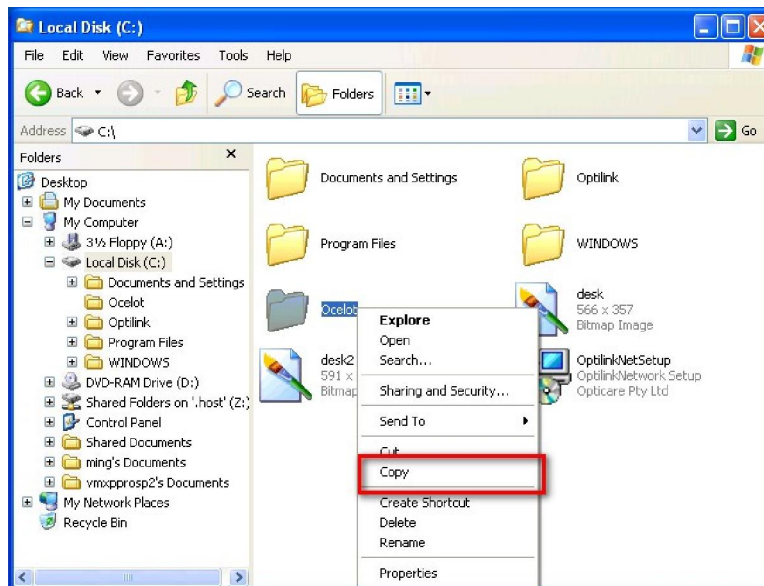 Local Disk (C:)
File Edit View Favorites Tools Help
Back Search Folders
Address C:\ Go
Folders
Desktop
My Documents
My Computer
3½ Floppy (A:)
Local Disk (C:)
Documents and Settings
Ocelot
Optilink
Program Files
WINDOWS
DVD-RAM Drive (D:)
Shared Folders on '.host' (Z:)
Control Panel
Shared Documents
ming's Documents
vmxpprosp2's Documents
My Network Places
Recycle Bin
Documents and Settings
Optilink
Program Files
WINDOWS
Ocelot
desk
566 x 357
Bitmap Image
desk2
591 x
Bitmap
OptilinkNetSetup
OptilinkNetwork Setup
Opticare Pty Ltd
Explore
Open
Search...
Sharing and Security...
Send To
Cut
Copy
Create Shortcut
Delete
Rename
Properties